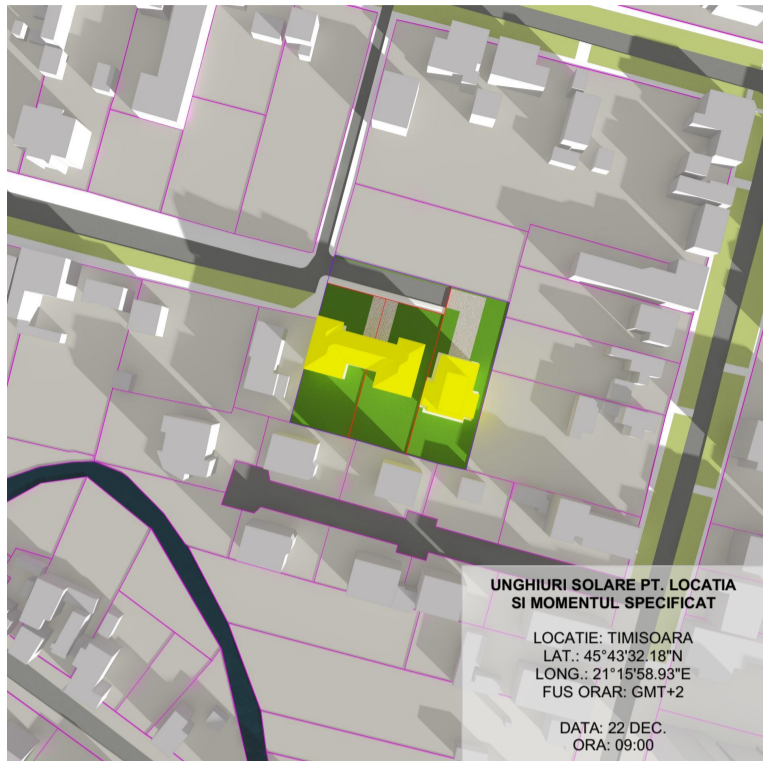 UNGHIURI SOLARE PT. LOCATIA
SI MOMENTUL SPECIFICAT
LOCATIE: TIMISOARA
LAT.: 45°43'32.18"N
LONG.: 21°15'58.93"E
FUS ORAR: GMT+2
DATA: 22 DEC.
ORA: 09:00